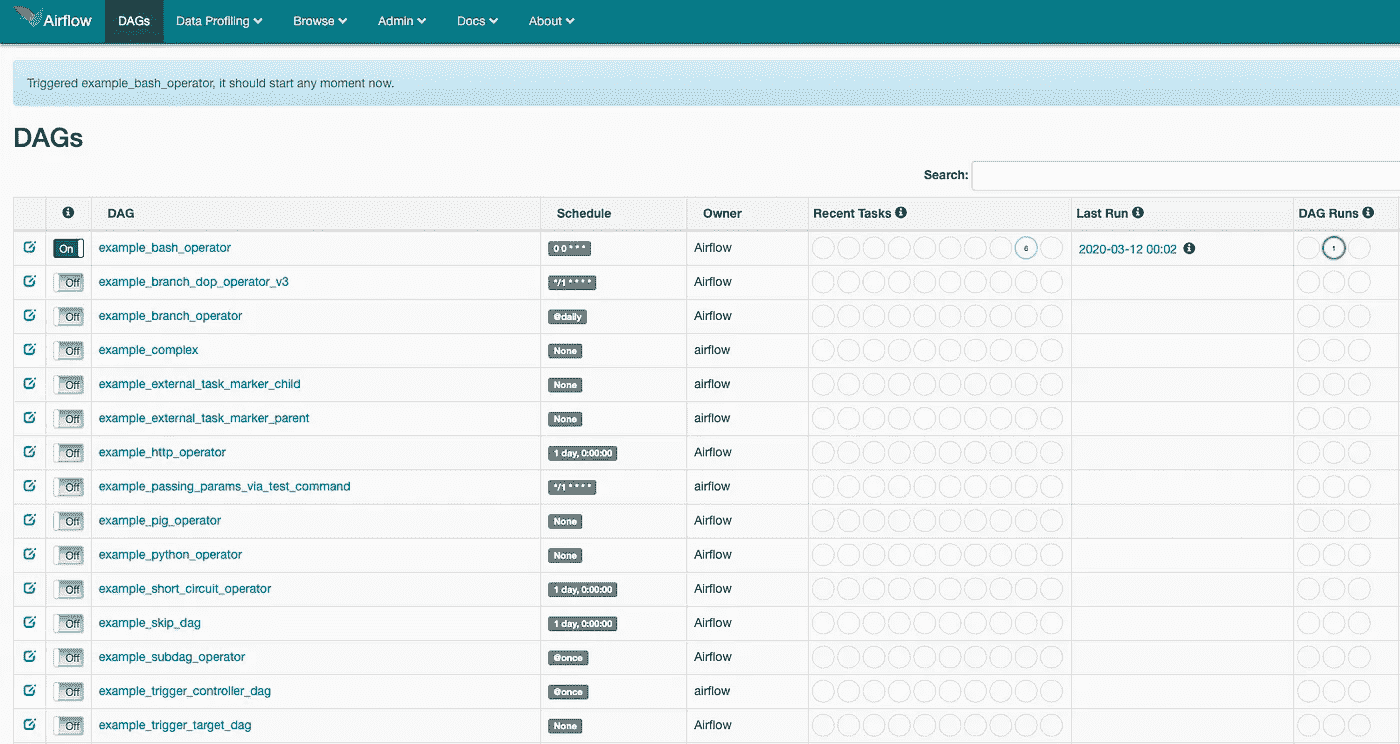 Airflow DAGs Data Profiling Browse Admin Docs About
Triggered example_bash_operator, it should start any moment now.
DAGs
Search:
DAG Schedule Owner Recent Tasks Last Run DAG Runs
On example_bash_operator 0 0 * * * Airflow 6 2020-03-12 00:02 1
Off example_branch_dop_operator_v3 */1 * * * * Airflow
Off example_branch_operator @daily Airflow
Off example_complex None airflow
Off example_external_task_marker_child None airflow
Off example_external_task_marker_parent None airflow
Off example_http_operator 1 day, 0:00:00 Airflow
Off example_passing_params_via_test_command */1 * * * * airflow
Off example_pig_operator None Airflow
Off example_python_operator None Airflow
Off example_short_circuit_operator 1 day, 0:00:00 Airflow
Off example_skip_dag 1 day, 0:00:00 Airflow
Off example_subdag_operator @once Airflow
Off example_trigger_controller_dag @once airflow
Off example_trigger_target_dag None Airflow